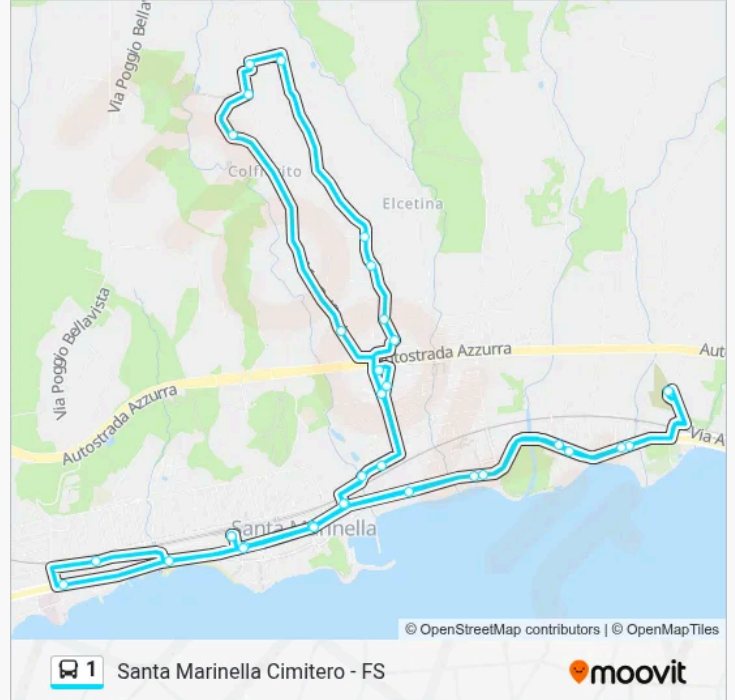 Via Poggio Bella
Colfiorito
Elcetina
Via Poggio Bellavista
Autostrada Azzurra
utostrada Azzurra
Aut
Via A
Santa Marinella
© OpenStreetMap contributors | © OpenMapTiles
1 Santa Marinella Cimitero - FS
moovit